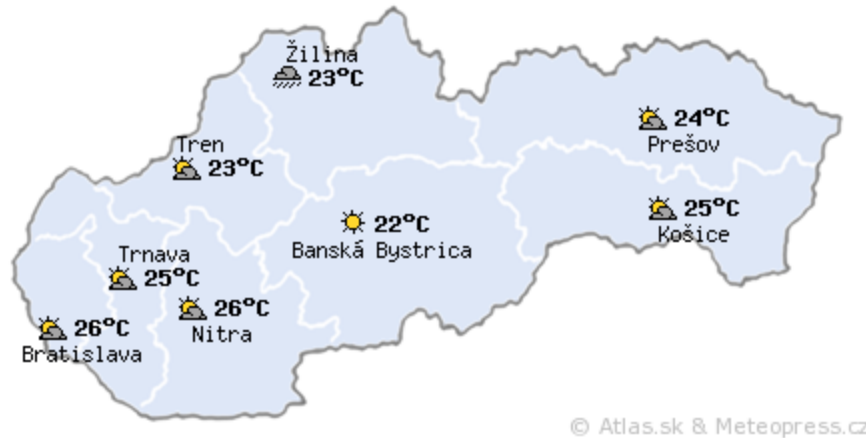 Žilina
23°C
24°C
Prešov
Tren
23°C
25°C
Košice
22°C
Banská Bystrica
Trnava
25°C
26°C
Nitra
26°C
Bratislava
© Atlas.sk & Meteopress.cz